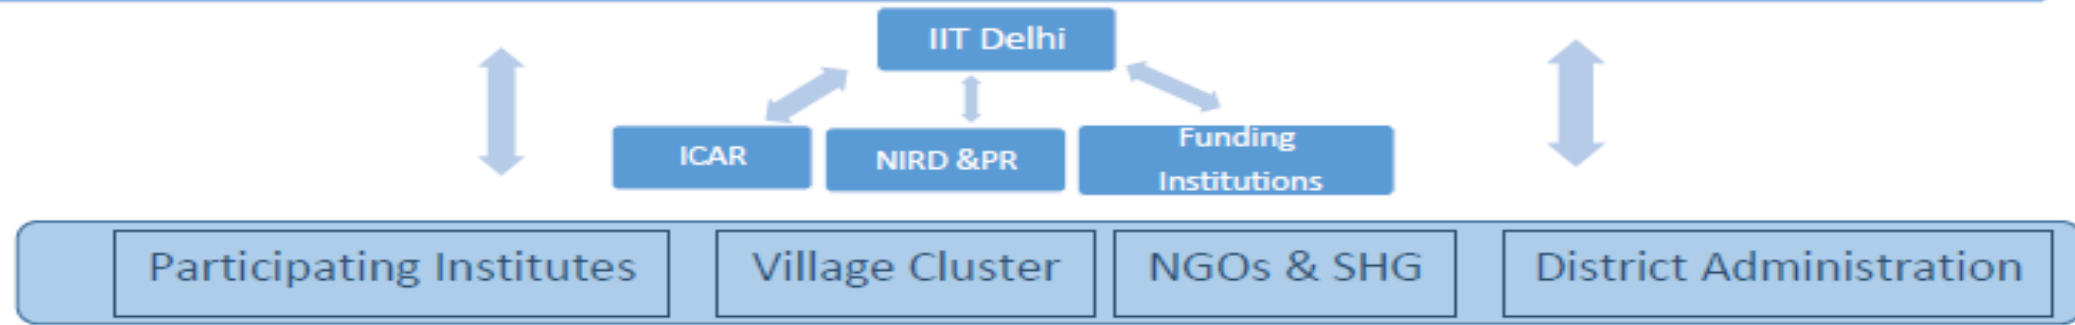 IIT Delhi
ICAR
NIRD &PR
Funding
Institutions
Participating Institutes
Village Cluster
NGOs & SHG
District Administration